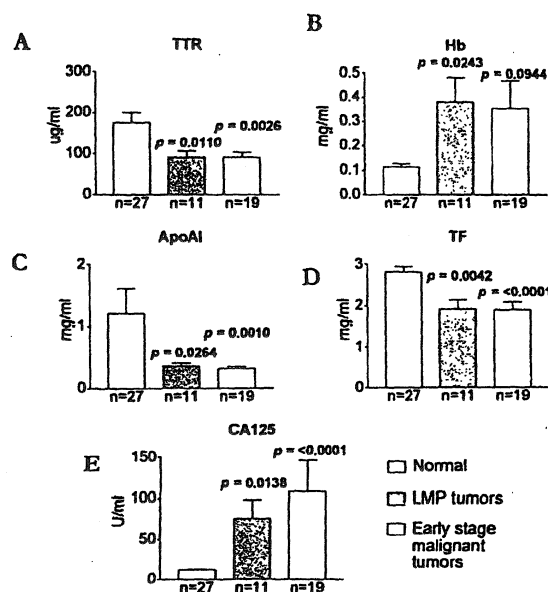 A
TTR
300
200
100
0
ug/ml
p = 0.0110
p = 0.0026
n=27 n=11 n=19
B
Hb
0.5
0.4
0.3
0.2
0.1
0.0
mg/ml
p = 0.0243
p = 0.0944
n=27 n=11 n=19
C
ApoAI
2
1
0
mg/ml
p = 0.0264
p = 0.0010
n=27 n=11 n=19
D
TF
3
2
1
0
mg/ml
p = 0.0042
p = <0.0001
n=27 n=11 n=19
E
CA125
150
100
50
0
U/ml
p = 0.0138
p = <0.0001
n=27 n=11 n=19
Normal
LMP tumors
Early stage
malignant
tumors